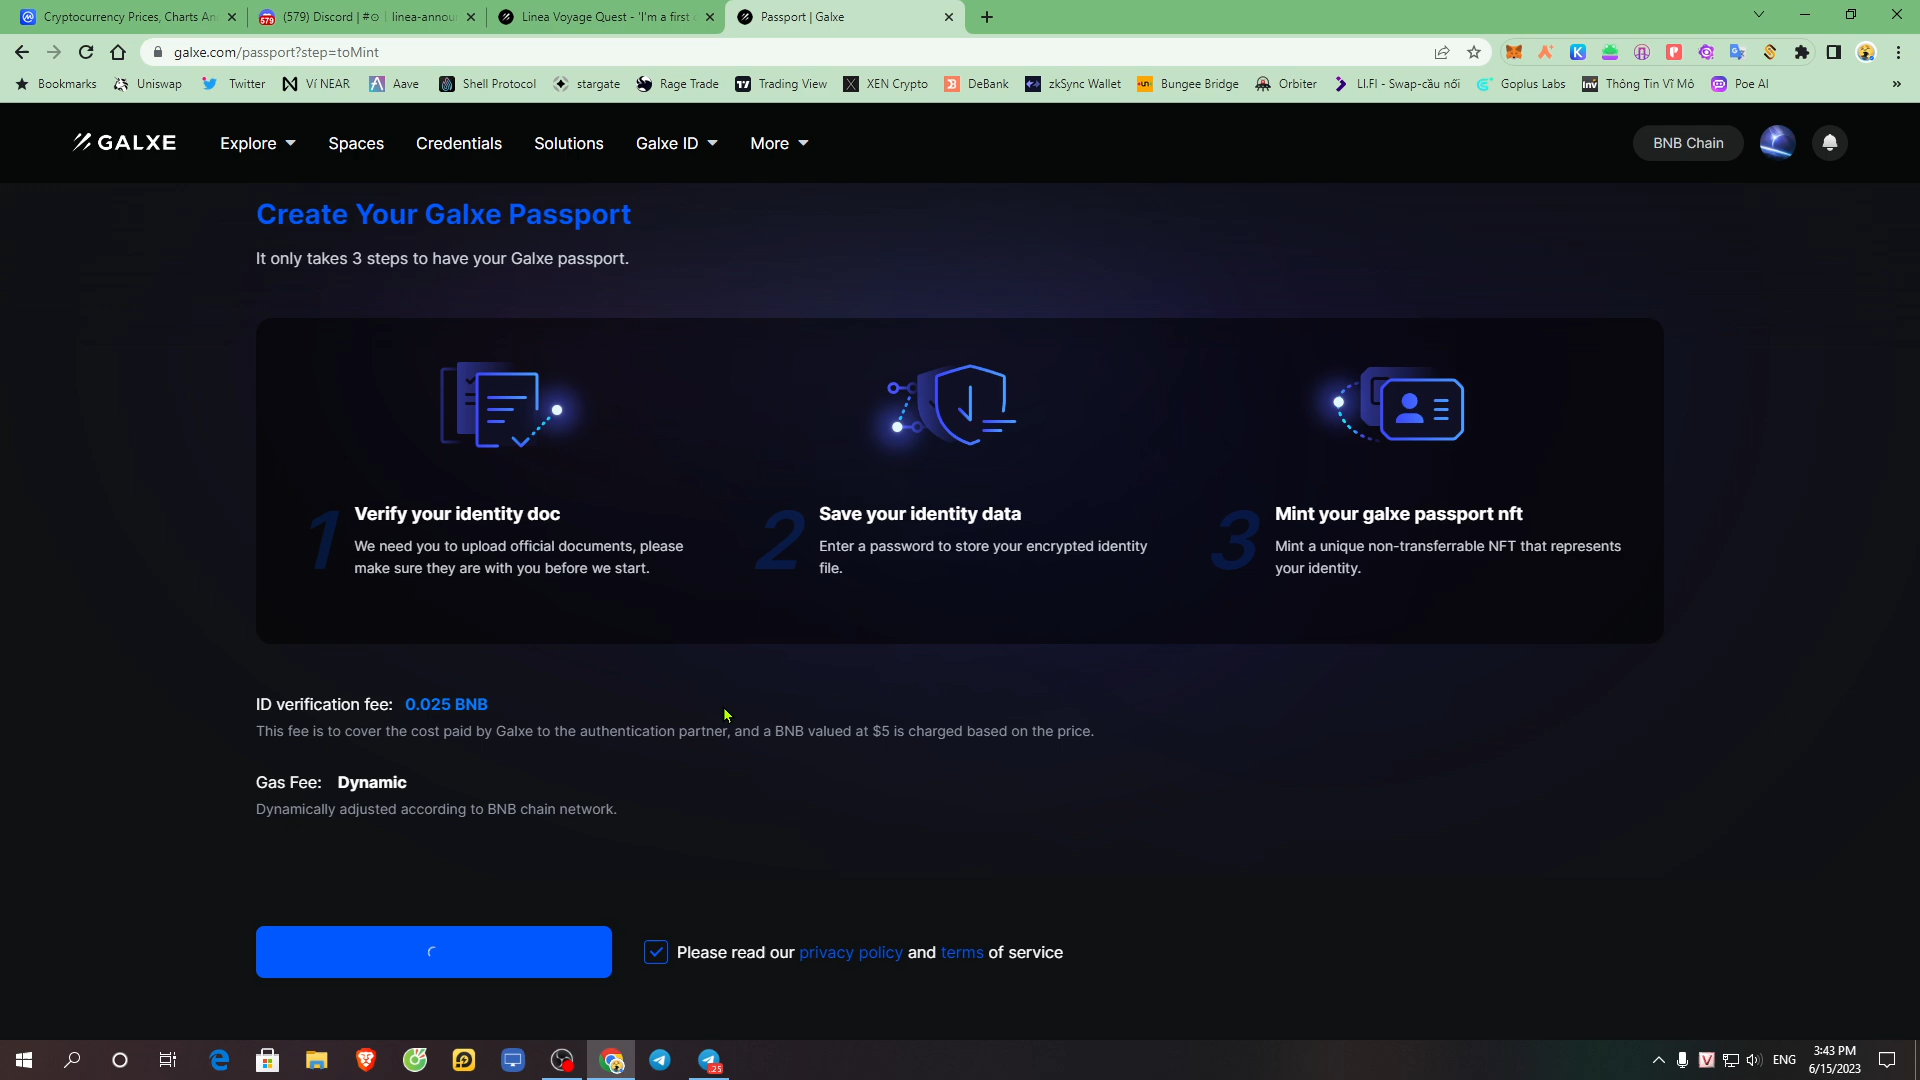 Cryptocurrency Prices, Charts An
(579) Discord | #⊙ | linea-annou
Linea Voyage Quest - 'I'm a first
Passport | Galxe
galxe.com/passport?step=toMint
Bookmarks
Uniswap
Twitter
Ví NEAR
Aave
Shell Protocol
stargate
Rage Trade
Trading View
XEN Crypto
DeBank
zkSync Wallet
Bungee Bridge
Orbiter
LI.FI - Swap-cầu nối
Goplus Labs
Thông Tin Vĩ Mô
Poe AI
GALXE
Explore
Spaces
Credentials
Solutions
Galxe ID
More
BNB Chain
Create Your Galxe Passport
It only takes 3 steps to have your Galxe passport.
1
Verify your identity doc
We need you to upload official documents, please
make sure they are with you before we start.
2
Save your identity data
Enter a password to store your encrypted identity
file.
3
Mint your galxe passport nft
Mint a unique non-transferrable NFT that represents
your identity.
ID verification fee: 0.025 BNB
This fee is to cover the cost paid by Galxe to the authentication partner, and a BNB valued at $5 is charged based on the price.
Gas Fee: Dynamic
Dynamically adjusted according to BNB chain network.
Please read our privacy policy and terms of service
ENG
3:43 PM
6/15/2023